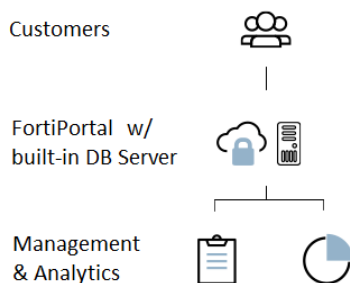 Customers
FortiPortal w/
built-in DB Server
Management
& Analytics